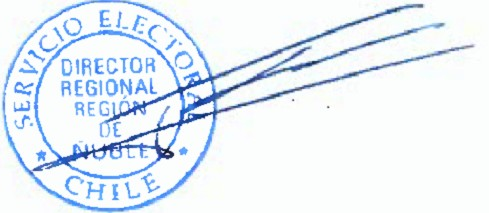 SERVICIO ELECTORAL
DIRECTOR
REGIONAL
REGIÓN
DE
ÑUBLE
* CHILE *